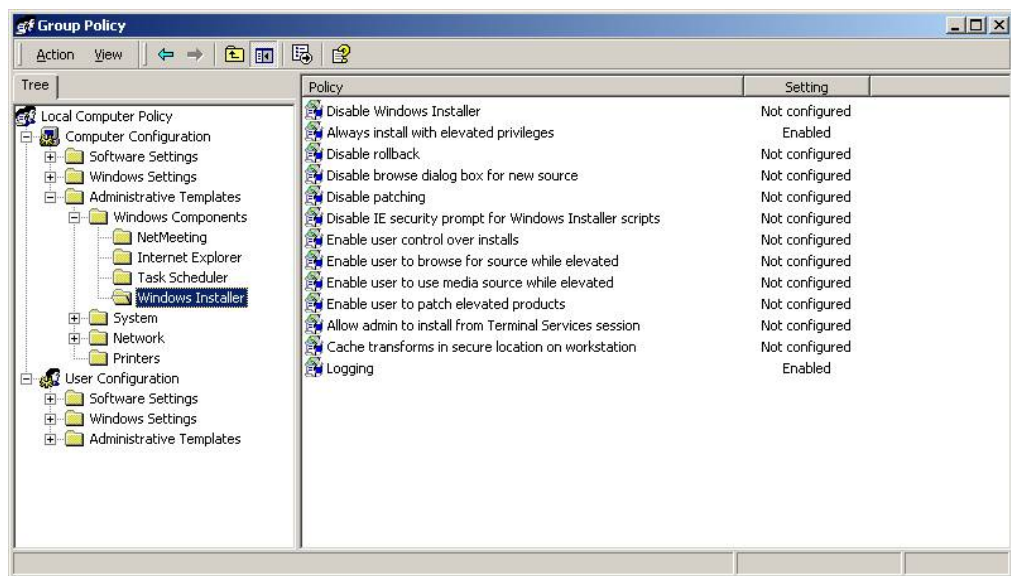 Group Policy
Action View
Tree
Local Computer Policy
Computer Configuration
Software Settings
Windows Settings
Administrative Templates
Windows Components
NetMeeting
Internet Explorer
Task Scheduler
Windows Installer
System
Network
Printers
User Configuration
Software Settings
Windows Settings
Administrative Templates
Policy Setting
Disable Windows Installer Not configured
Always install with elevated privileges Enabled
Disable rollback Not configured
Disable browse dialog box for new source Not configured
Disable patching Not configured
Disable IE security prompt for Windows Installer scripts Not configured
Enable user control over installs Not configured
Enable user to browse for source while elevated Not configured
Enable user to use media source while elevated Not configured
Enable user to patch elevated products Not configured
Allow admin to install from Terminal Services session Not configured
Cache transforms in secure location on workstation Not configured
Logging Enabled